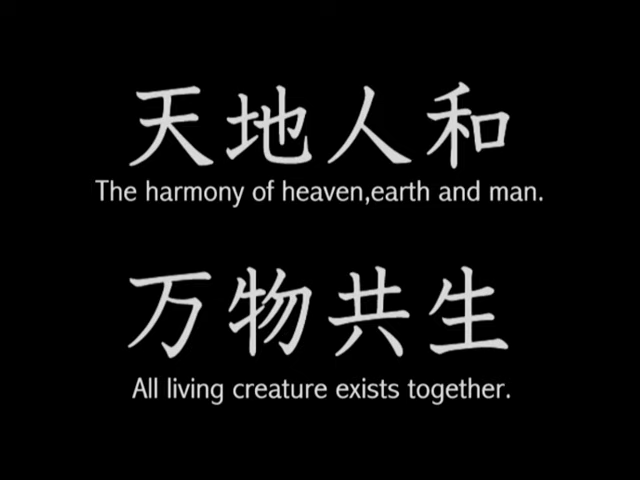 天地人和
The harmony of heaven,earth and man.
万物共生
All living creature exists together.